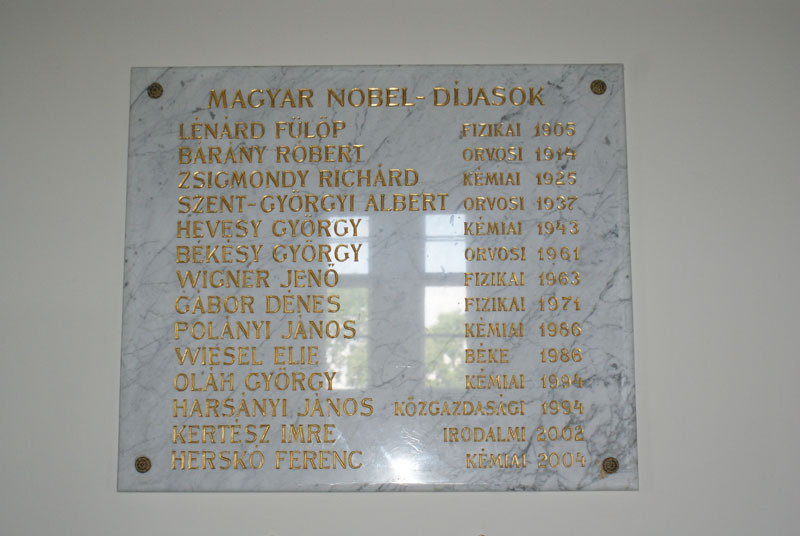 MAGYAR NOBEL-DÍJASOK
LÉNÁRD FÜLÖP FIZIKAI 1905
BÁRÁNY RÓBERT ORVOSI 1914
ZSIGMONDY RICHÁRD KÉMIAI 1925
SZENT-GYÖRGYI ALBERT ORVOSI 1937
HEVESY GYÖRGY KÉMIAI 1943
BÉKÉSY GYÖRGY ORVOSI 1961
WIGNER JENŐ FIZIKAI 1963
GÁBOR DÉNES FIZIKAI 1971
POLÁNYI JÁNOS KÉMIAI 1986
WIESEL ELIE BÉKE 1986
OLÁH GYÖRGY KÉMIAI 1994
HARSÁNYI JÁNOS KÖZGAZDASÁGI 1994
KERTÉSZ IMRE IRODALMI 2002
HERSKÓ FERENC KÉMIAI 2004